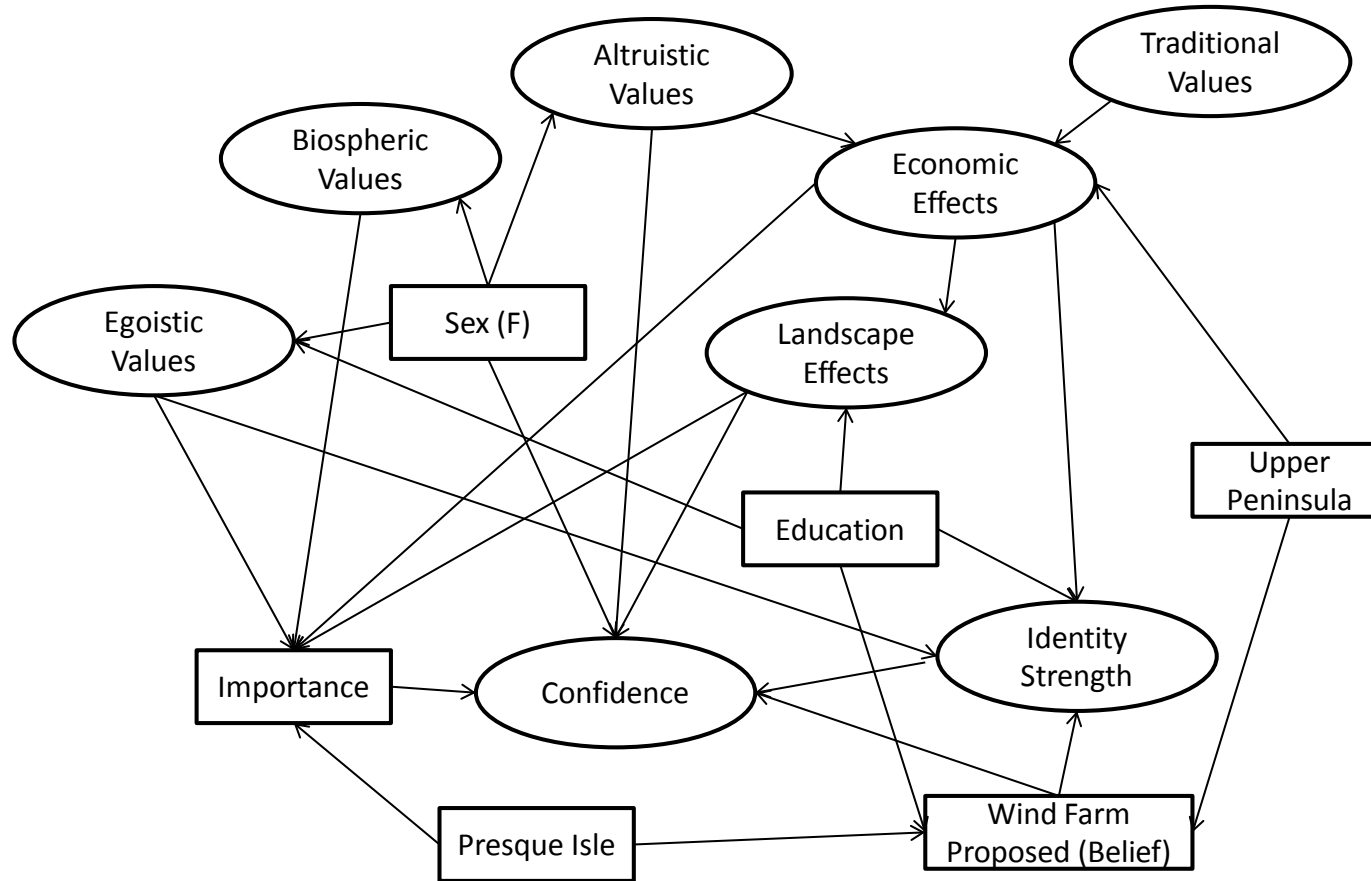 Altruistic
Values
Traditional
Values
Biospheric
Values
Economic
Effects
Egoistic
Values
Sex (F)
Landscape
Effects
Upper
Peninsula
Education
Identity
Strength
Importance
Confidence
Presque Isle
Wind Farm
Proposed (Belief)